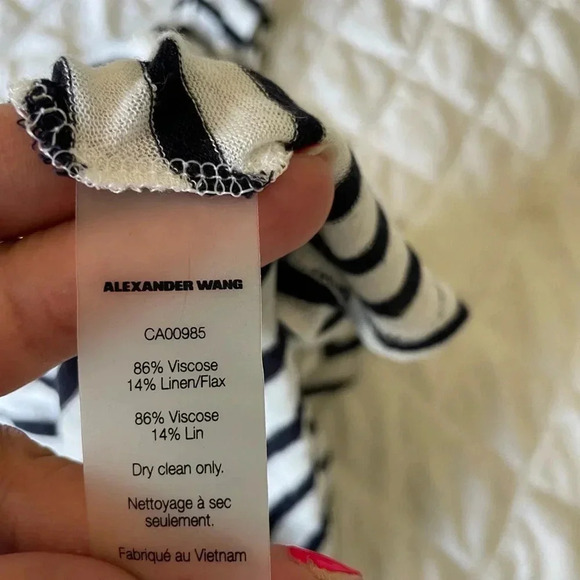 ALEXANDER WANG
CA00985
86% Viscose
14% Linen/Flax
86% Viscose
14% Lin
Dry clean only.
Nettoyage à sec
seulement.
Fabriqué au Vietnam